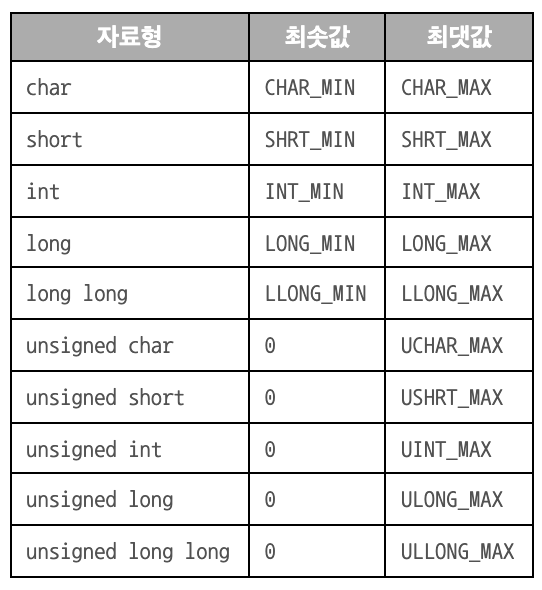 자료형 최솟값 최댓값
char CHAR_MIN CHAR_MAX
short SHRT_MIN SHRT_MAX
int INT_MIN INT_MAX
long LONG_MIN LONG_MAX
long long LLONG_MIN LLONG_MAX
unsigned char 0 UCHAR_MAX
unsigned short 0 USHRT_MAX
unsigned int 0 UINT_MAX
unsigned long 0 ULONG_MAX
unsigned long long 0 ULLONG_MAX